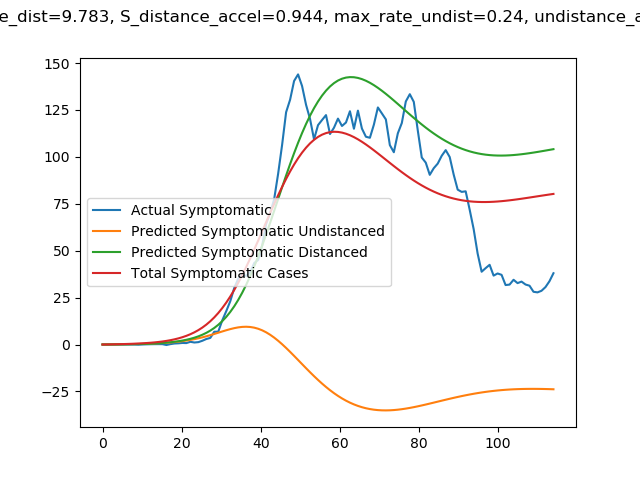 e_dist=9.783, S_distance_accel=0.944, max_rate_undist=0.24, undistance_a
150
125
100
75
50
25
0
−25
0 20 40 60 80 100
Actual Symptomatic
Predicted Symptomatic Undistanced
Predicted Symptomatic Distanced
Total Symptomatic Cases